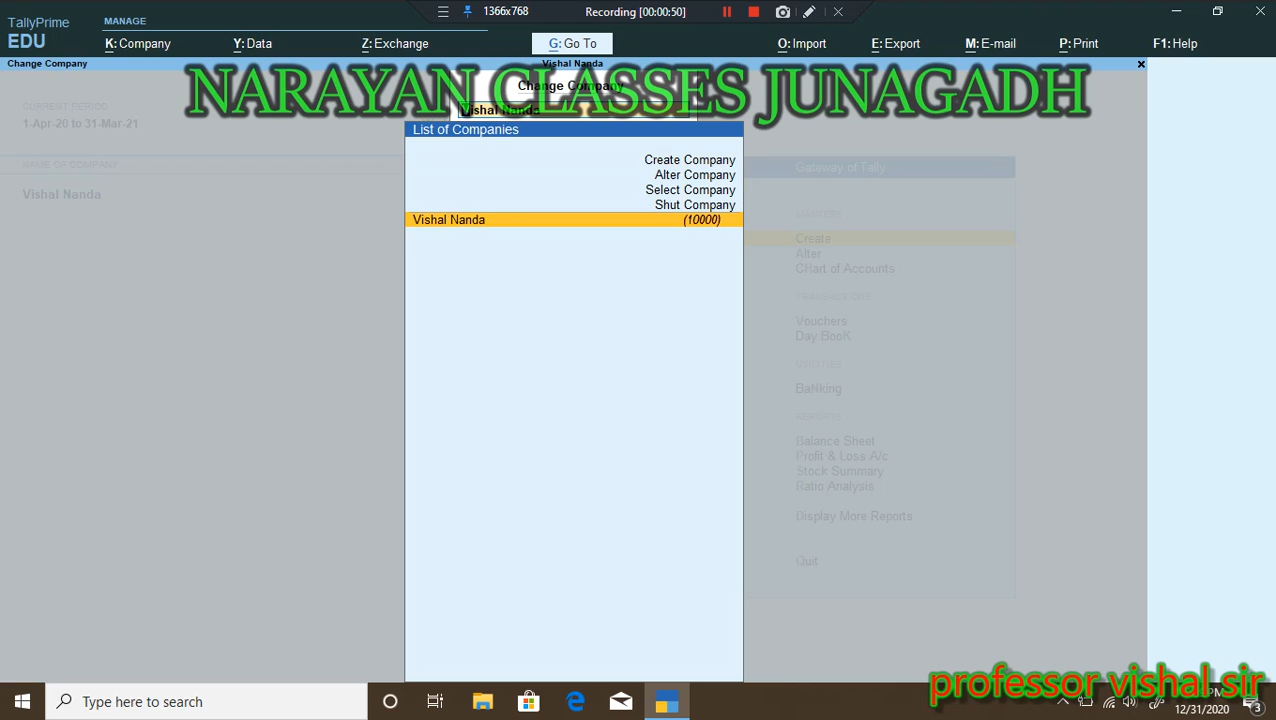 TallyPrime
EDU
MANAGE
K: Company
Y: Data
Z: Exchange
G: Go To
O: Import
E: Export
M: E-mail
P: Print
F1: Help
1366x768
Recording [00:00:50]
Change Company
Vishal Nanda
NARAYAN CLASSES JUNAGADH
CURRENT PERIOD
1-Apr-20 to 31-Mar-21
NAME OF COMPANY
Vishal Nanda
Change Company
Vishal Nanda
List of Companies
Create Company
Alter Company
Select Company
Shut Company
Vishal Nanda (10000)
Gateway of Tally
MASTERS
Create
Alter
CHart of Accounts
TRANSACTIONS
Vouchers
Day BooK
UTILITIES
BaNking
REPORTS
Balance Sheet
Profit & Loss A/c
Stock Summary
Ratio Analysis
Display More Reports
Quit
professor vishal sir
Type here to search
PM
12/31/2020
3